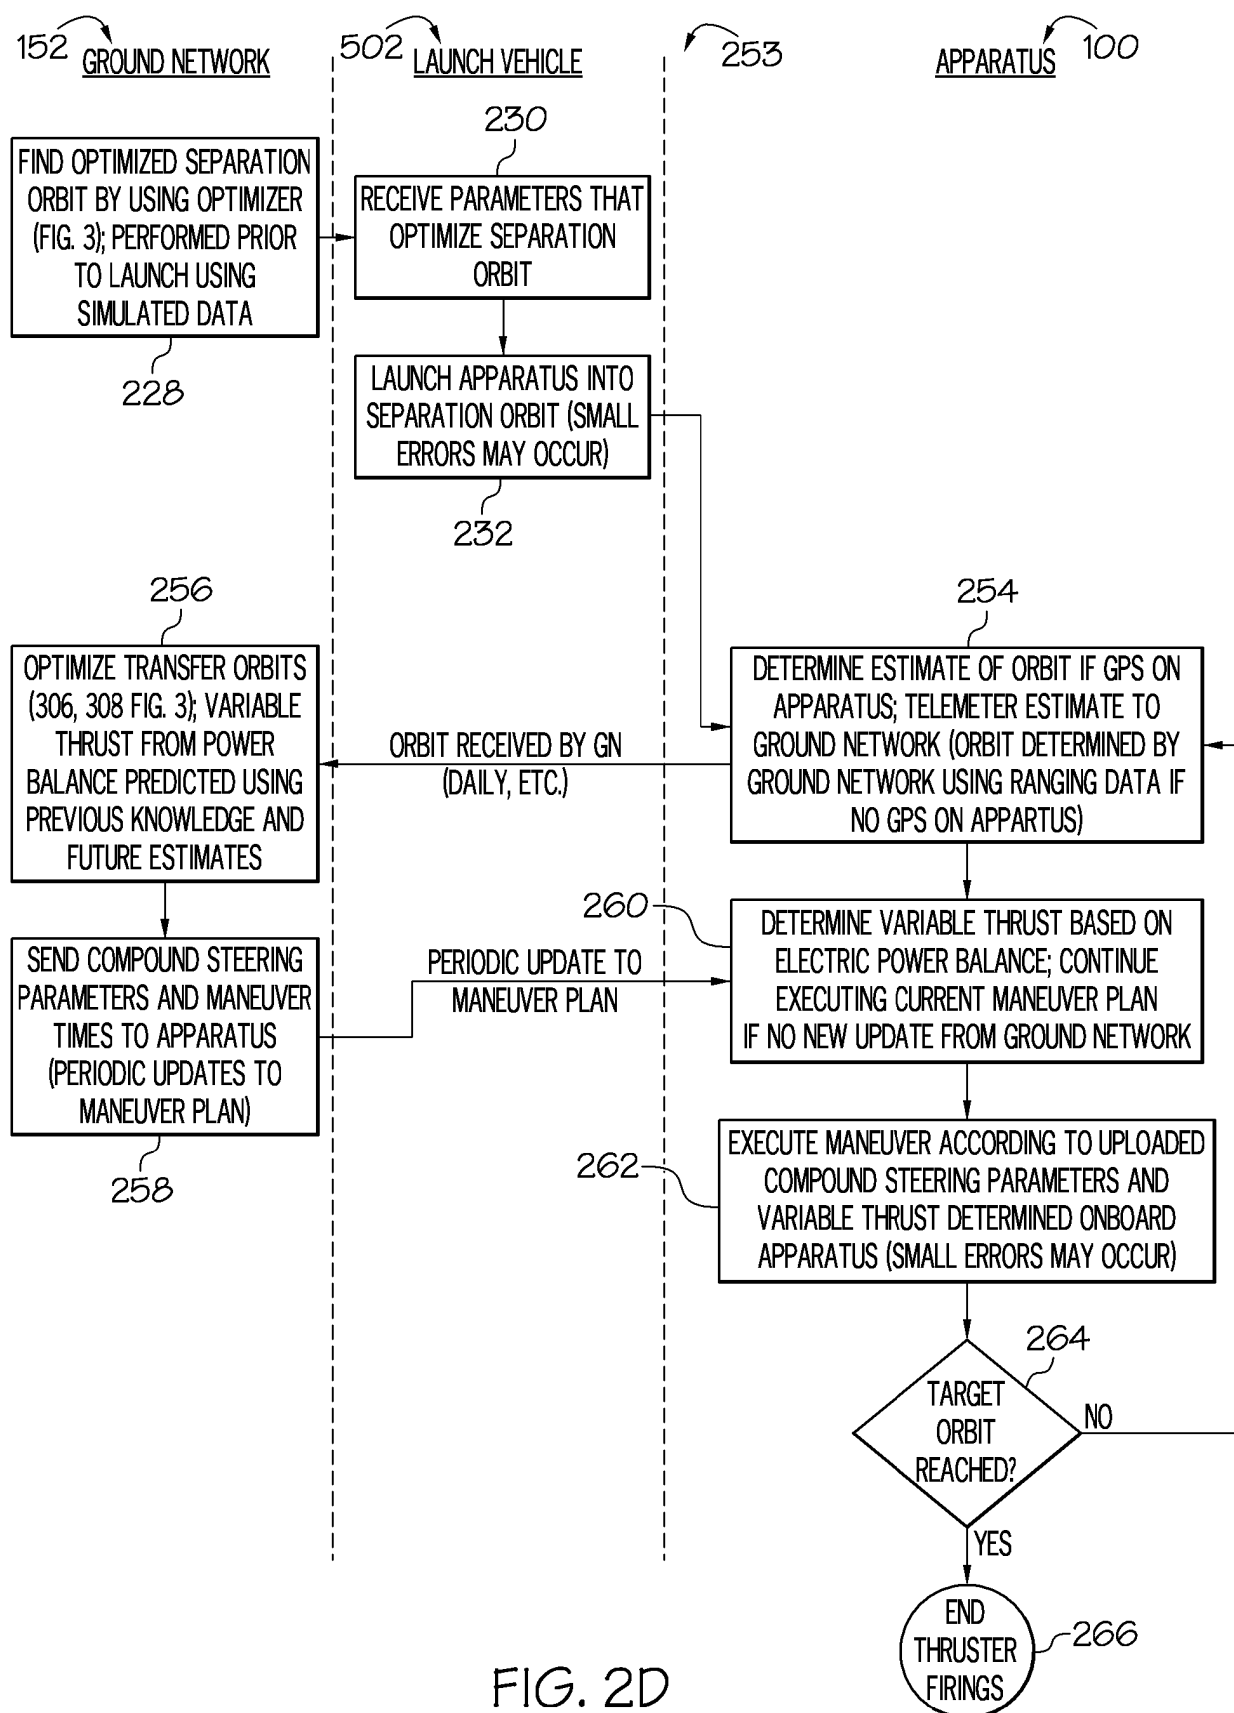 152
GROUND NETWORK
502
LAUNCH VEHICLE
253
APPARATUS
100
FIND OPTIMIZED SEPARATION
ORBIT BY USING OPTIMIZER
(FIG. 3); PERFORMED PRIOR
TO LAUNCH USING
SIMULATED DATA
228
230
RECEIVE PARAMETERS THAT
OPTIMIZE SEPARATION
ORBIT
LAUNCH APPARATUS INTO
SEPARATION ORBIT (SMALL
ERRORS MAY OCCUR)
232
256
OPTIMIZE TRANSFER ORBITS
(306, 308 FIG. 3); VARIABLE
THRUST FROM POWER
BALANCE PREDICTED USING
PREVIOUS KNOWLEDGE AND
FUTURE ESTIMATES
ORBIT RECEIVED BY GN
(DAILY, ETC.)
254
DETERMINE ESTIMATE OF ORBIT IF GPS ON
APPARATUS; TELEMETER ESTIMATE TO
GROUND NETWORK (ORBIT DETERMINED BY
GROUND NETWORK USING RANGING DATA IF
NO GPS ON APPARTUS)
SEND COMPOUND STEERING
PARAMETERS AND MANEUVER
TIMES TO APPARATUS
(PERIODIC UPDATES TO
MANEUVER PLAN)
258
PERIODIC UPDATE TO
MANEUVER PLAN
260
DETERMINE VARIABLE THRUST BASED ON
ELECTRIC POWER BALANCE; CONTINUE
EXECUTING CURRENT MANEUVER PLAN
IF NO NEW UPDATE FROM GROUND NETWORK
262
EXECUTE MANEUVER ACCORDING TO UPLOADED
COMPOUND STEERING PARAMETERS AND
VARIABLE THRUST DETERMINED ONBOARD
APPARATUS (SMALL ERRORS MAY OCCUR)
264
TARGET
ORBIT
REACHED?
NO
YES
END
THRUSTER
FIRINGS
266
FIG. 2D